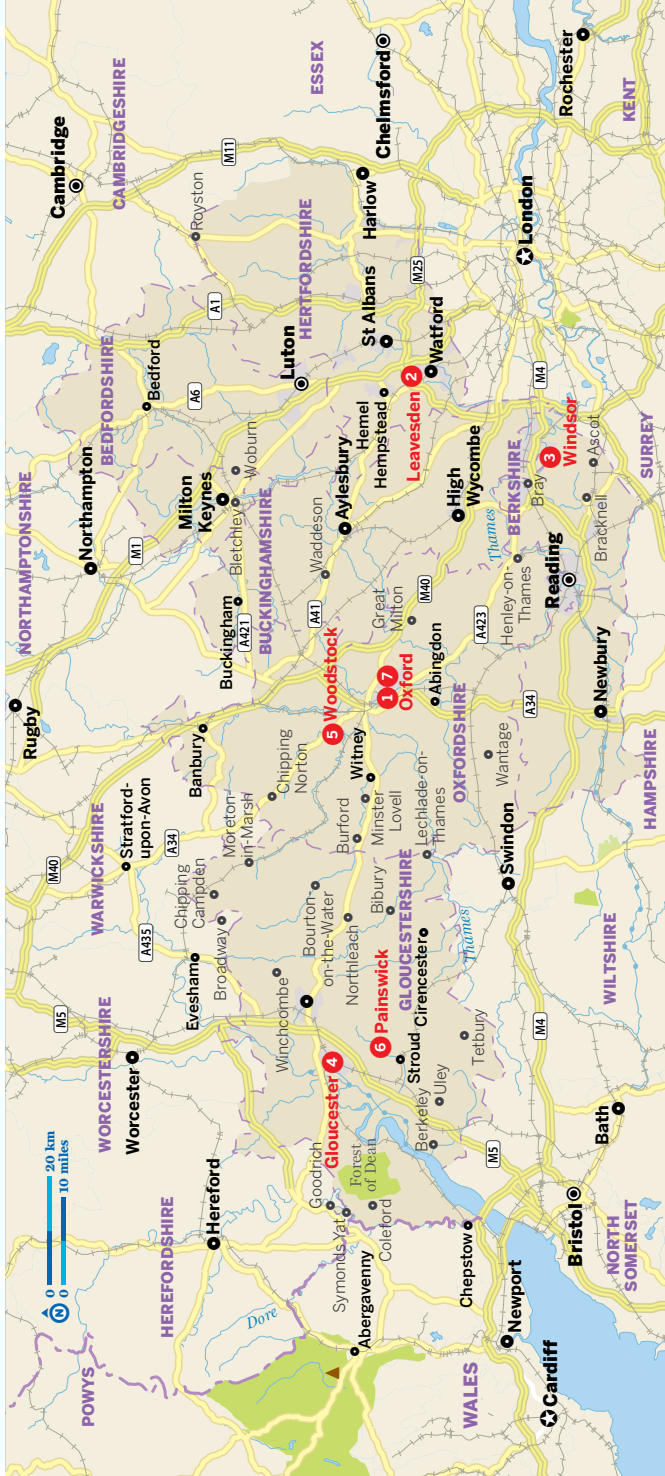 0
20 km
0
10 miles
N
POWYS
HEREFORDSHIRE
WORCESTERSHIRE
WARWICKSHIRE
NORTHAMPTONSHIRE
BEDFORDSHIRE
CAMBRIDGESHIRE
ESSEX
HERTFORDSHIRE
BUCKINGHAMSHIRE
OXFORDSHIRE
GLOUCESTERSHIRE
BERKSHIRE
WALES
NORTH
SOMERSET
WILTSHIRE
HAMPSHIRE
SURREY
KENT
Hereford
Worcester
M5
Evesham
A435
Broadway
Chipping
Campden
Stratford-
upon-Avon
M40
A34
Rugby
Banbury
Moreton-
in-Marsh
Chipping
Norton
Northampton
M1
Buckingham
A421
Bletchley
Milton
Keynes
Woburn
Bedford
A6
A1
Royston
Cambridge
M11
Luton
Dore
Abergavenny
Symonds Yat
Goodrich
Coleford
Forest
of Dean
Gloucester 4
Winchcombe
Bourton-
on-the-Water
Northleach
Burford
Minster
Lovell
Witney
5 Woodstock
1 7
Oxford
A41
Waddeson
Aylesbury
Great
Milton
M40
Hemel
Hempstead
St Albans
Harlow
Chelmsford
Leavesden 2
Watford
M25
6 Painswick
Stroud
Cirencester
Bibury
Lechlade-on-
Thames
Abingdon
A423
High
Wycombe
Berkeley
Uley
Tetbury
Thames
Swindon
Wantage
A34
Thames
Henley-on-
Thames
Bray
3
Windsor
M4
London
Chepstow
M5
M4
Newport
Cardiff
Bristol
Bath
Newbury
Reading
Bracknell
Ascot
Rochester